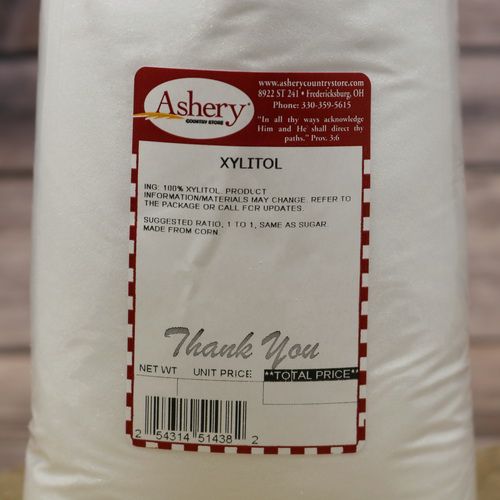 Ashery
COUNTRY STORE
www.asherycountrystore.com
8922 ST 241 • Fredericksburg, OH
Phone: 330-359-5615
"In all thy ways acknowledge
Him and He shall direct thy
paths." Prov. 3:6
XYLITOL
ING: 100% XYLITOL. PRODUCT
INFORMATION/MATERIALS MAY CHANGE. REFER TO
THE PACKAGE OR CALL FOR UPDATES.
SUGGESTED RATIO, 1 TO 1, SAME AS SUGAR.
MADE FROM CORN.
Thank You
NET WT UNIT PRICE **TOTAL PRICE**
2 54314 51438 2